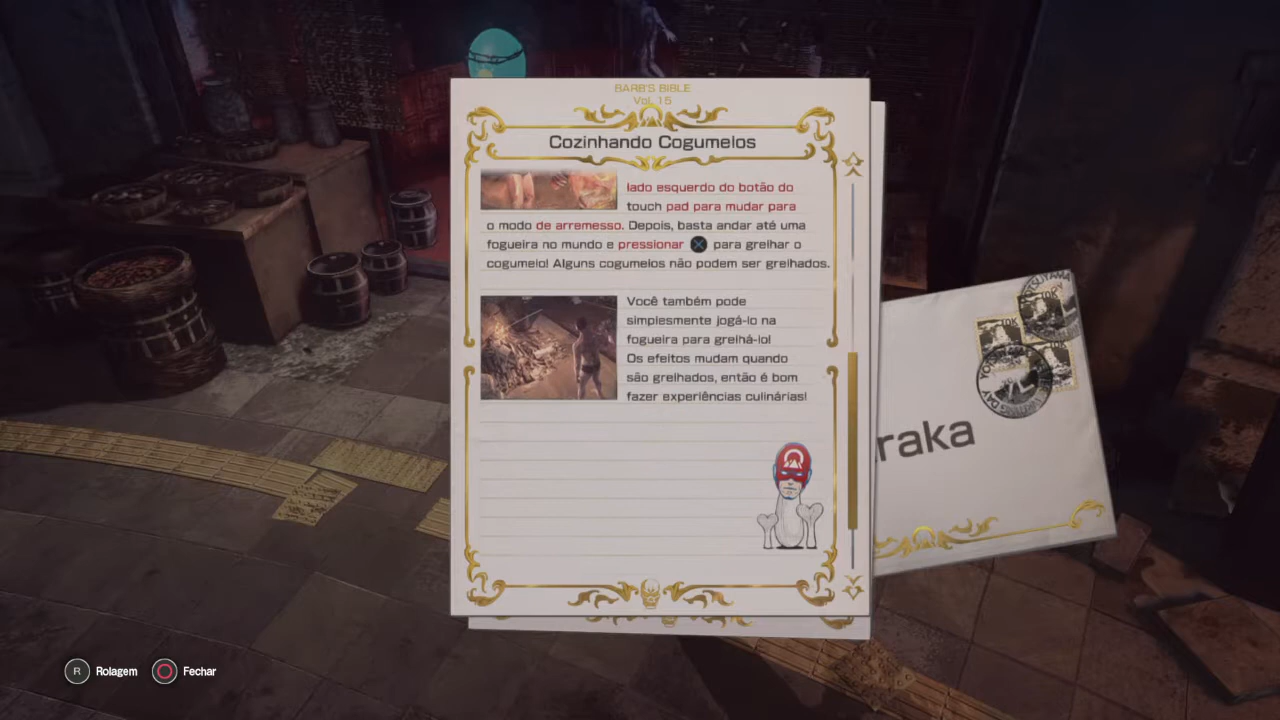 BARB'S BIBLE
Vol. 15
Cozinhando Cogumelos
lado esquerdo do botão do
touch pad para mudar para
o modo de arremesso. Depois, basta andar até uma
fogueira no mundo e pressionar para grelhar o
cogumelo! Alguns cogumelos não podem ser grelhados.
Você também pode
simplesmente jogá-lo na
fogueira para grelhá-lo!
Os efeitos mudam quando
são grelhados, então é bom
fazer experiências culinárias!
raka
R Rolagem Fechar